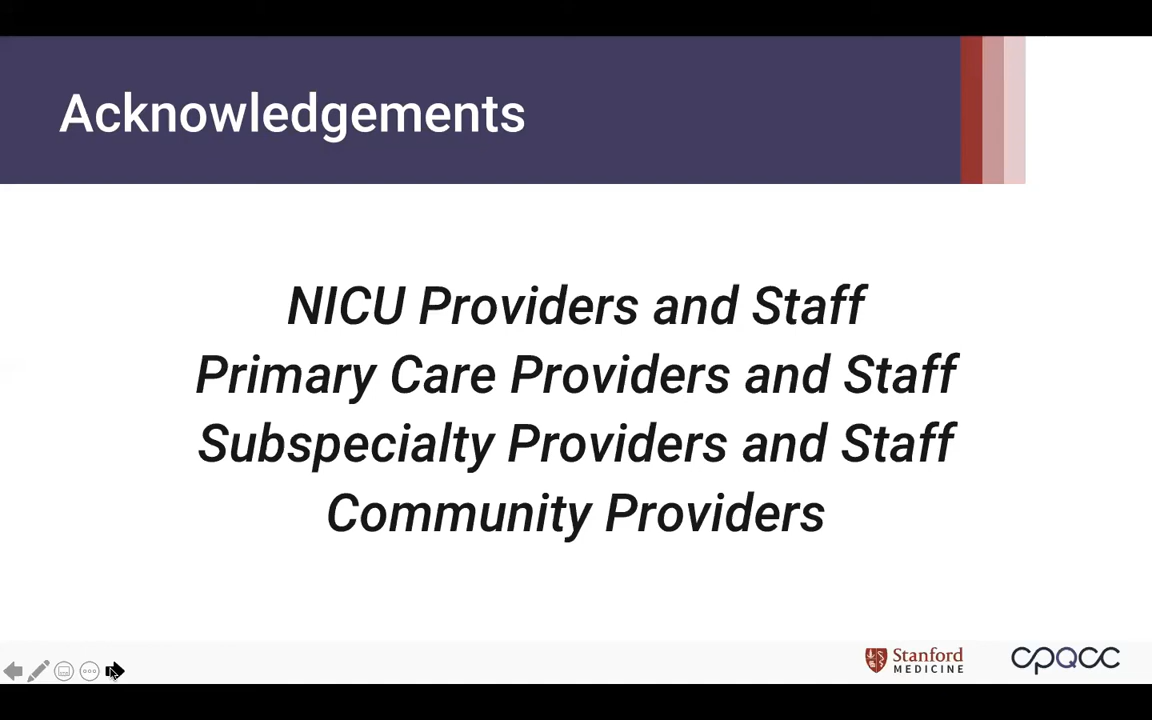 Acknowledgements
NICU Providers and Staff
Primary Care Providers and Staff
Subspecialty Providers and Staff
Community Providers
Stanford
MEDICINE
cpqcc